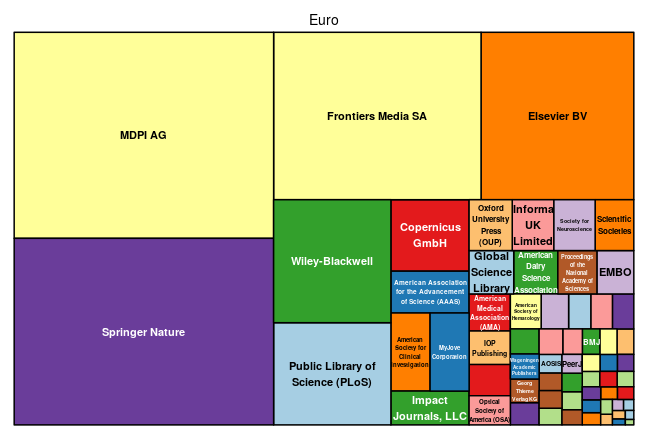 Euro
MDPI AG
Frontiers Media SA
Elsevier BV
Springer Nature
Wiley-Blackwell
Public Library of
Science (PLoS)
Copernicus
GmbH
American Association
for the Advancement
of Science (AAAS)
American
Society for
Clinical
Investigation
MyJove
Corporation
Impact
Journals, LLC
Oxford
University
Press
(OUP)
Informa
UK
Limited
Society for
Neuroscience
Scientific
Societies
Global
Science
Library
American
Dairy
Science
Association
Proceedings
of the
National
Academy of
Sciences
EMBO
American
Medical
Association
(AMA)
American
Society of
Hematology
IOP
Publishing
Optical
Society of
America (OSA)
BMJ
Wageningen
Academic
Publishers
AOSIS
PeerJ
Georg
Thieme
Verlag KG